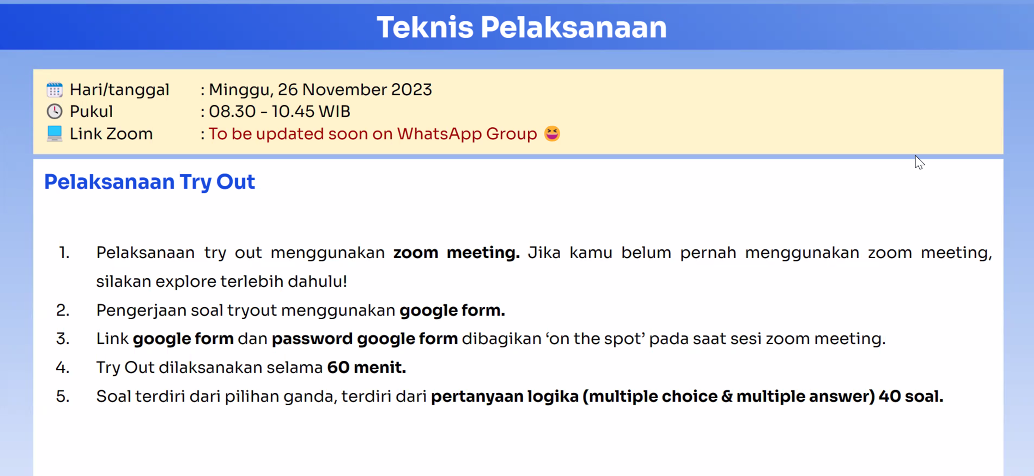 Teknis Pelaksanaan
Hari/tanggal : Minggu, 26 November 2023
Pukul : 08.30 - 10.45 WIB
Link Zoom : To be updated soon on WhatsApp Group 😆
Pelaksanaan Try Out
1. Pelaksanaan try out menggunakan zoom meeting. Jika kamu belum pernah menggunakan zoom meeting,
silakan explore terlebih dahulu!
2. Pengerjaan soal tryout menggunakan google form.
3. Link google form dan password google form dibagikan ‘on the spot’ pada saat sesi zoom meeting.
4. Try Out dilaksanakan selama 60 menit.
5. Soal terdiri dari pilihan ganda, terdiri dari pertanyaan logika (multiple choice & multiple answer) 40 soal.